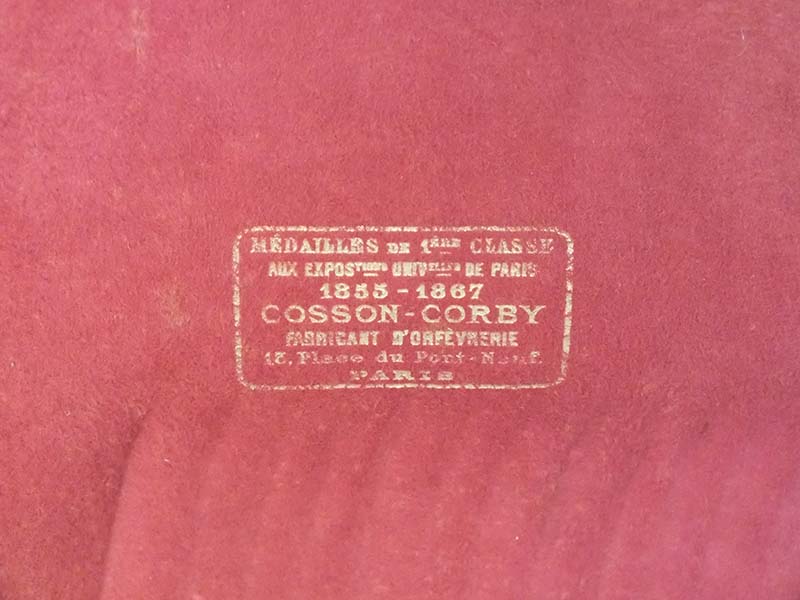 MÉDAILLES DE 1ÈRE CLASSE
AUX EXPOSTIONS UNIVELLES DE PARIS
1855-1867
COSSON-CORBY
FABRICANT D'ORFÈVRERIE
Place du Pont-Neuf.
PARIS